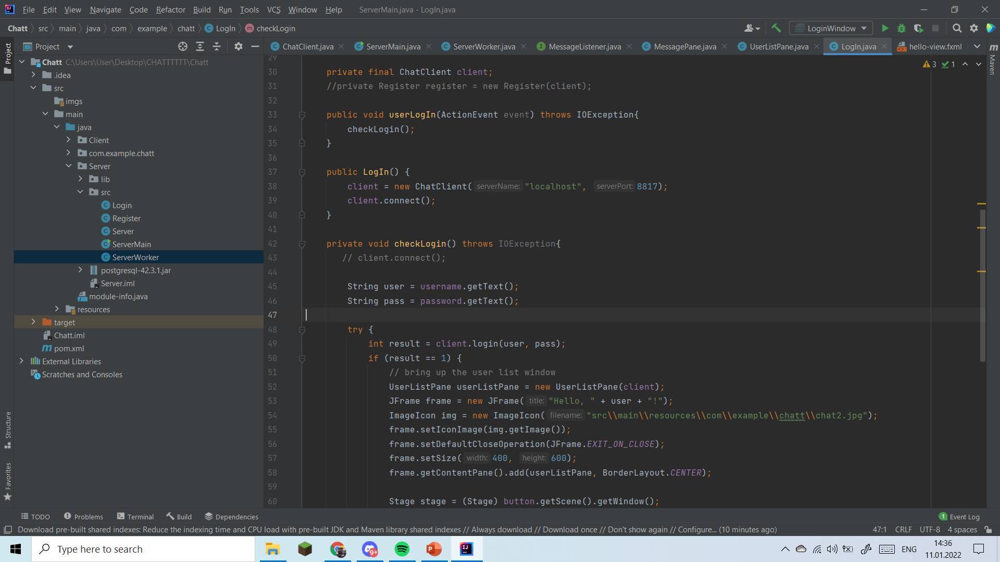 File Edit View Navigate Code Refactor Build Run Tools VCS Window Help ServerMain.java - LogIn.java
Chatt src main java com example chatt LogIn checkLogin LoginWindow
Project
ChatClient.java ServerMain.java ServerWorker.java MessageListener.java MessagePane.java UserListPane.java LogIn.java hello-view.fxml
Project
Maven
Structure
Favorites
Chatt C:\Users\User\Desktop\CHATTTTTT\Chatt
.idea
src
imgs
main
java
Client
com.example.chatt
Server
lib
src
Login
Register
Server
ServerMain
ServerWorker
postgresql-42.3.1.jar
Server.iml
module-info.java
resources
target
Chatt.iml
pom.xml
External Libraries
Scratches and Consoles
3 1
29
30 private final ChatClient client;
31 //private Register register = new Register(client);
32
33 public void userLogIn(ActionEvent event) throws IOException{
34 checkLogin();
35 }
36
37 public LogIn() {
38 client = new ChatClient( serverName: "localhost", serverPort: 8817);
39 client.connect();
40 }
41
42 private void checkLogin() throws IOException{
43 // client.connect();
44
45 String user = username.getText();
46 String pass = password.getText();
47
48 try {
49 int result = client.login(user, pass);
50 if (result == 1) {
51 // bring up the user list window
52 UserListPane userListPane = new UserListPane(client);
53 JFrame frame = new JFrame( title: "Hello, " + user + "!");
54 ImageIcon img = new ImageIcon( filename: "src\\main\\resources\\com\\example\\chatt\\chat2.jpg");
55 frame.setIconImage(img.getImage());
56 frame.setDefaultCloseOperation(JFrame.EXIT_ON_CLOSE);
57 frame.setSize( width: 400, height: 600);
58 frame.getContentPane().add(userListPane, BorderLayout.CENTER);
59
60 Stage stage = (Stage) button.getScene().getWindow();
TODO Problems Terminal Build Dependencies 1 Event Log
Download pre-built shared indexes: Reduce the indexing time and CPU load with pre-built JDK and Maven library shared indexes // Always download // Download once // Don't show again // Configure... (10 minutes ago) 47:1 CRLF UTF-8 4 spaces
Type here to search 9+ ENG 14:36
11.01.2022